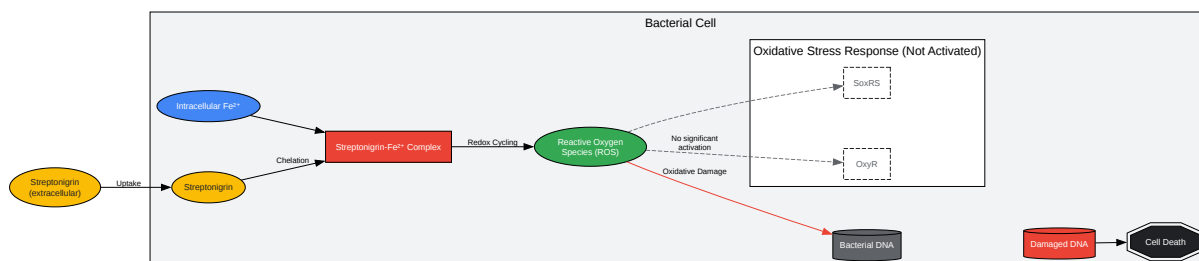 Bacterial Cell
Oxidative Stress Response (Not Activated)
SoxRS
Intracellular Fe²⁺
Streptonigrin-Fe²⁺ Complex
Redox Cycling
Reactive Oxygen
Species (ROS)
No significant
activation
OxyR
Chelation
Oxidative Damage
Streptonigrin
(extracellular)
Uptake
Streptonigrin
Bacterial DNA
Damaged DNA
Cell Death